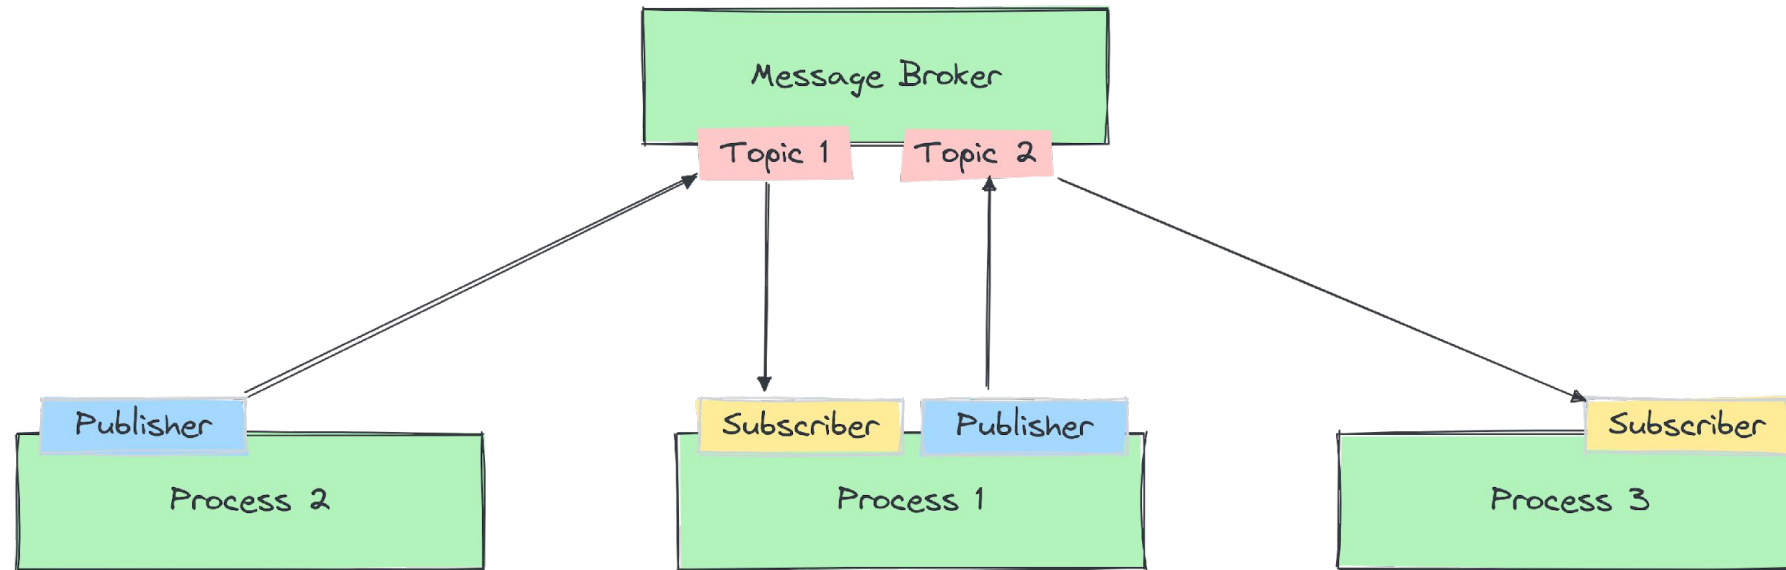 Message Broker
Topic 1
Topic 2
Publisher
Subscriber
Publisher
Subscriber
Process 2
Process 1
Process 3